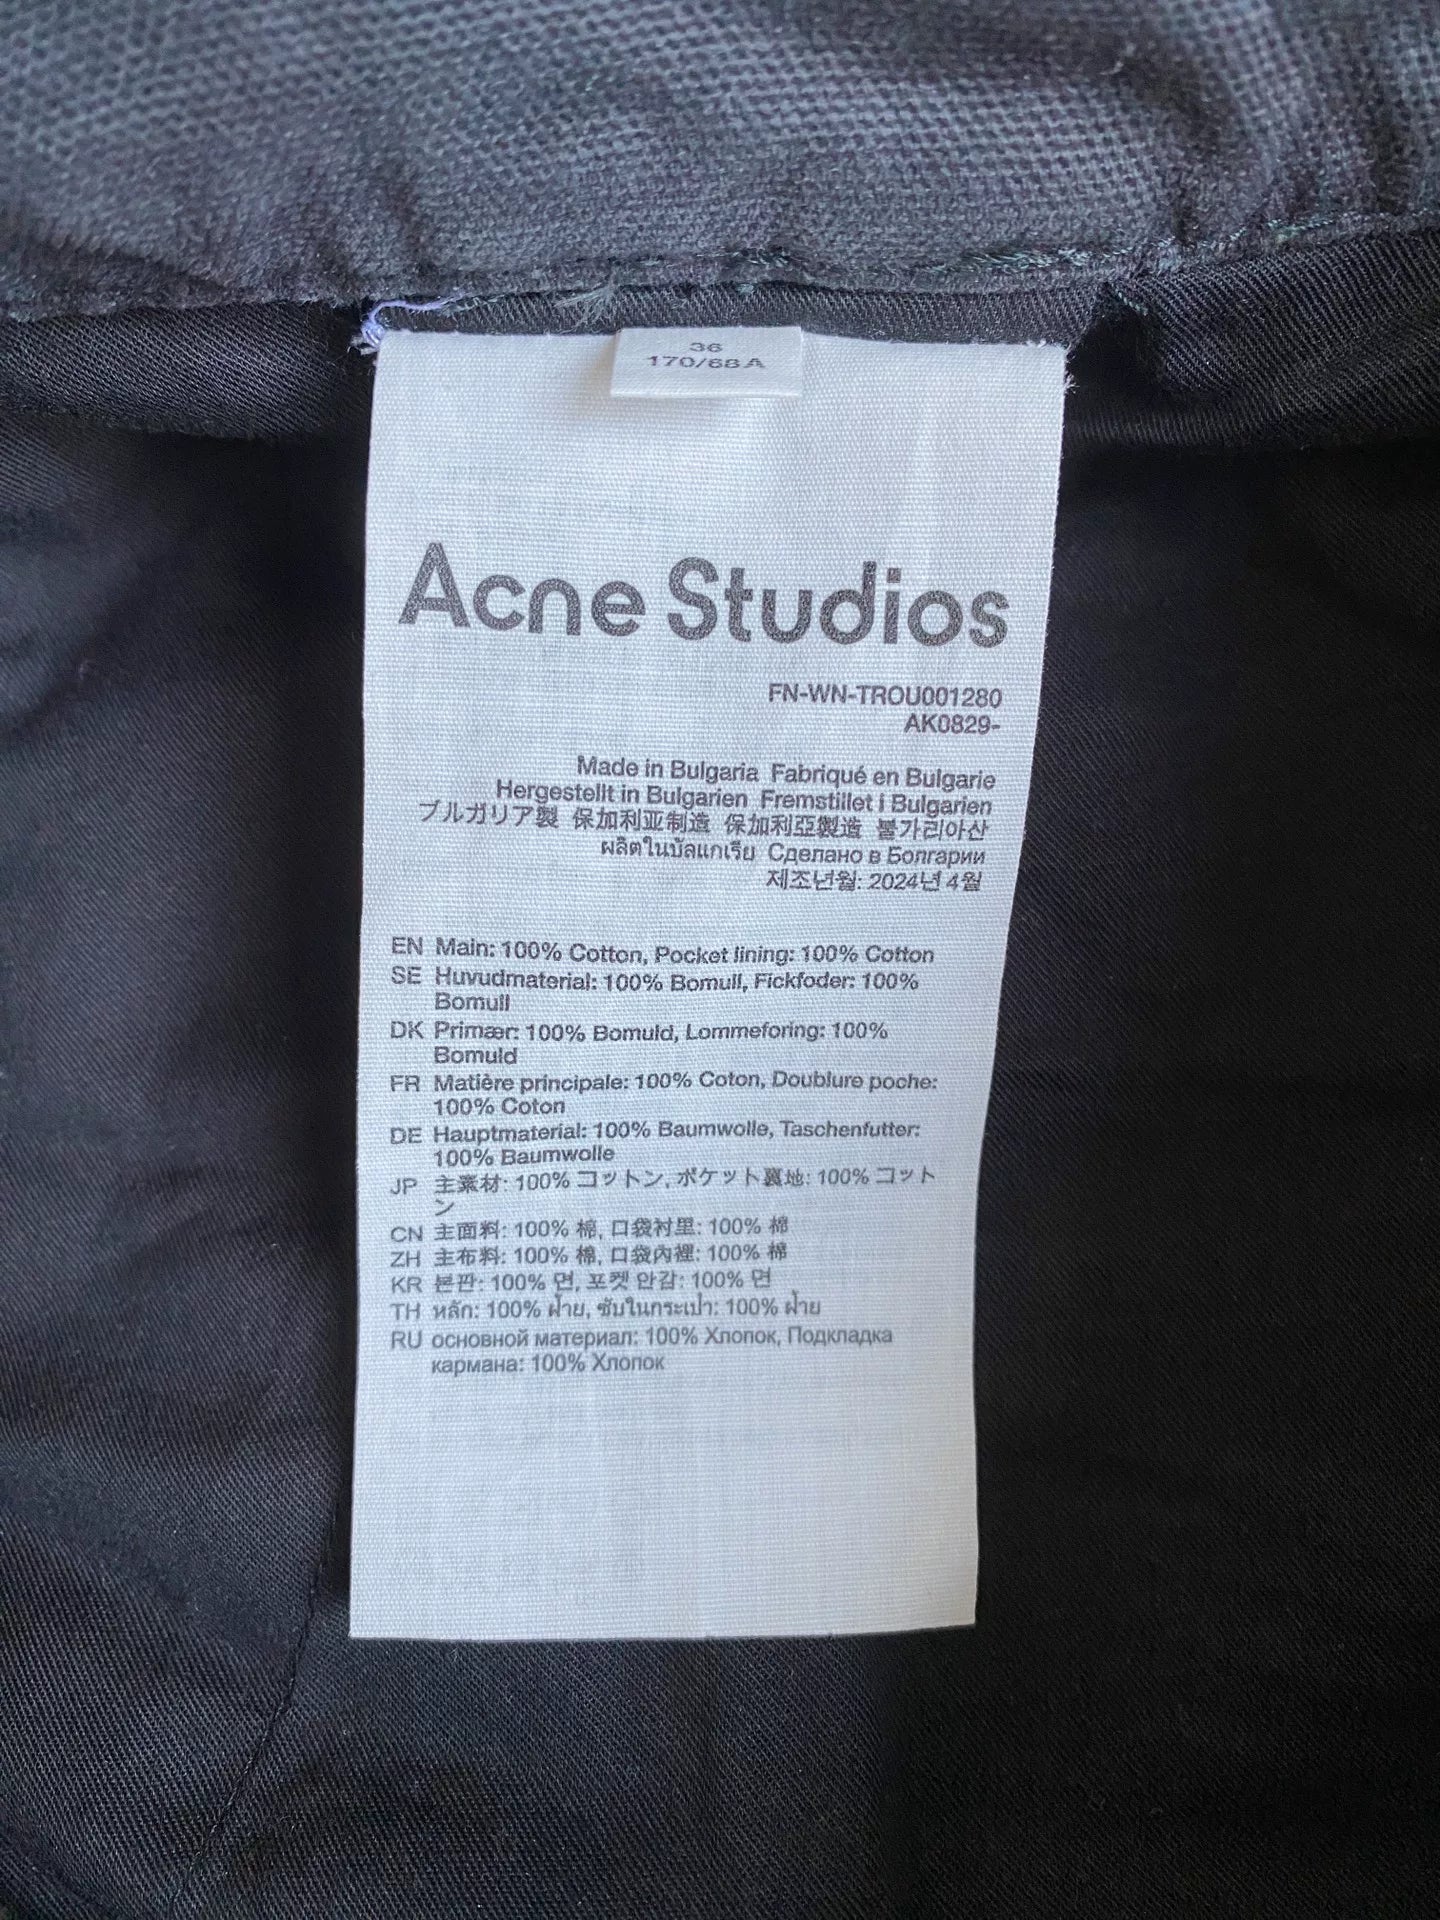 36
170/68A
Acne Studios
FN-WN-TROU001280
AK0829-
Made in Bulgaria Fabriqué en Bulgarie
Hergestellt in Bulgarien Fremstillet i Bulgarien
ブルガリア製 保加利亚制造 保加利亞製造 불가리아산
ผลิตในบัลแกเรีย Сделано в Болгарии
제조년월: 2024년 4월
EN Main: 100% Cotton, Pocket lining: 100% Cotton
SE Huvudmaterial: 100% Bomull, Fickfoder: 100%
Bomull
DK Primær: 100% Bomuld, Lommeforing: 100%
Bomuld
FR Matière principale: 100% Coton, Doublure poche:
100% Coton
DE Hauptmaterial: 100% Baumwolle, Taschenfutter:
100% Baumwolle
JP 主素材: 100% コットン, ポケット裏地: 100% コット
ン
CN 主面料: 100% 棉, 口袋衬里: 100% 棉
ZH 主布料: 100% 棉, 口袋內裡: 100% 棉
KR 본판: 100% 면, 포켓 안감: 100% 면
TH หลัก: 100% ฝ้าย, ซับในกระเป๋า: 100% ฝ้าย
RU основной материал: 100% Хлопок, Подкладка
кармана: 100% Хлопок